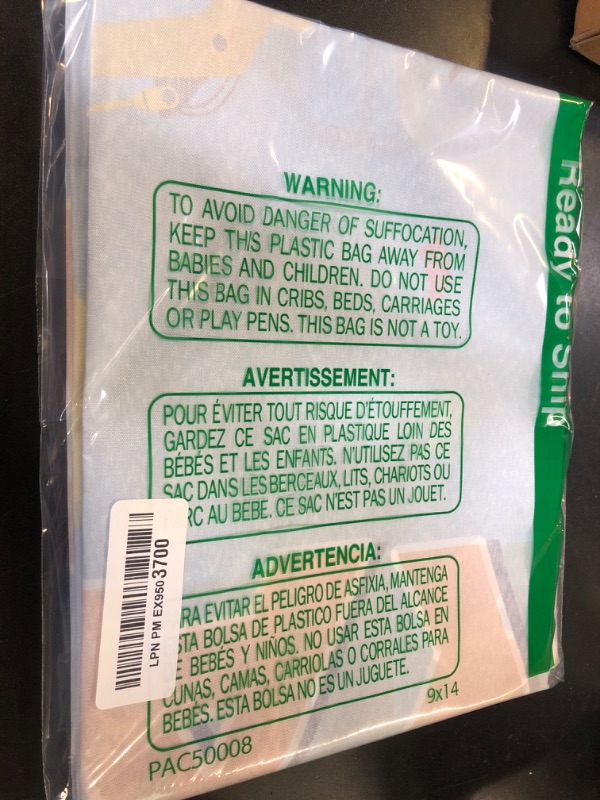 WARNING:
TO AVOID DANGER OF SUFFOCATION,
KEEP THIS PLASTIC BAG AWAY FROM
BABIES AND CHILDREN. DO NOT USE
THIS BAG IN CRIBS, BEDS, CARRIAGES
OR PLAY PENS. THIS BAG IS NOT A TOY.
AVERTISSEMENT:
POUR ÉVITER TOUT RISQUE D'ÉTOUFFEMENT,
GARDEZ CE SAC EN PLASTIQUE LOIN DES
BÉBÉS ET LES ENFANTS. N'UTILISEZ PAS CE
SAC DANS LES BERCEAUX, LITS, CHARIOTS OU
RC AU BEBE. CE SAC N'EST PAS UN JOUET.
ADVERTENCIA:
RA EVITAR EL PELIGRO DE ASFIXIA, MANTENGA
STA BOLSA DE PLASTICO FUERA DEL ALCANCE
BEBÉS Y NIÑOS. NO USAR ESTA BOLSA EN
CUNAS, CAMAS, CARRIOLAS O CORRALES PARA
BEBÉS. ESTA BOLSA NO ES UN JUGUETE.
9x14
PAC50008
LPN PM EX9503700
Ready to Ship